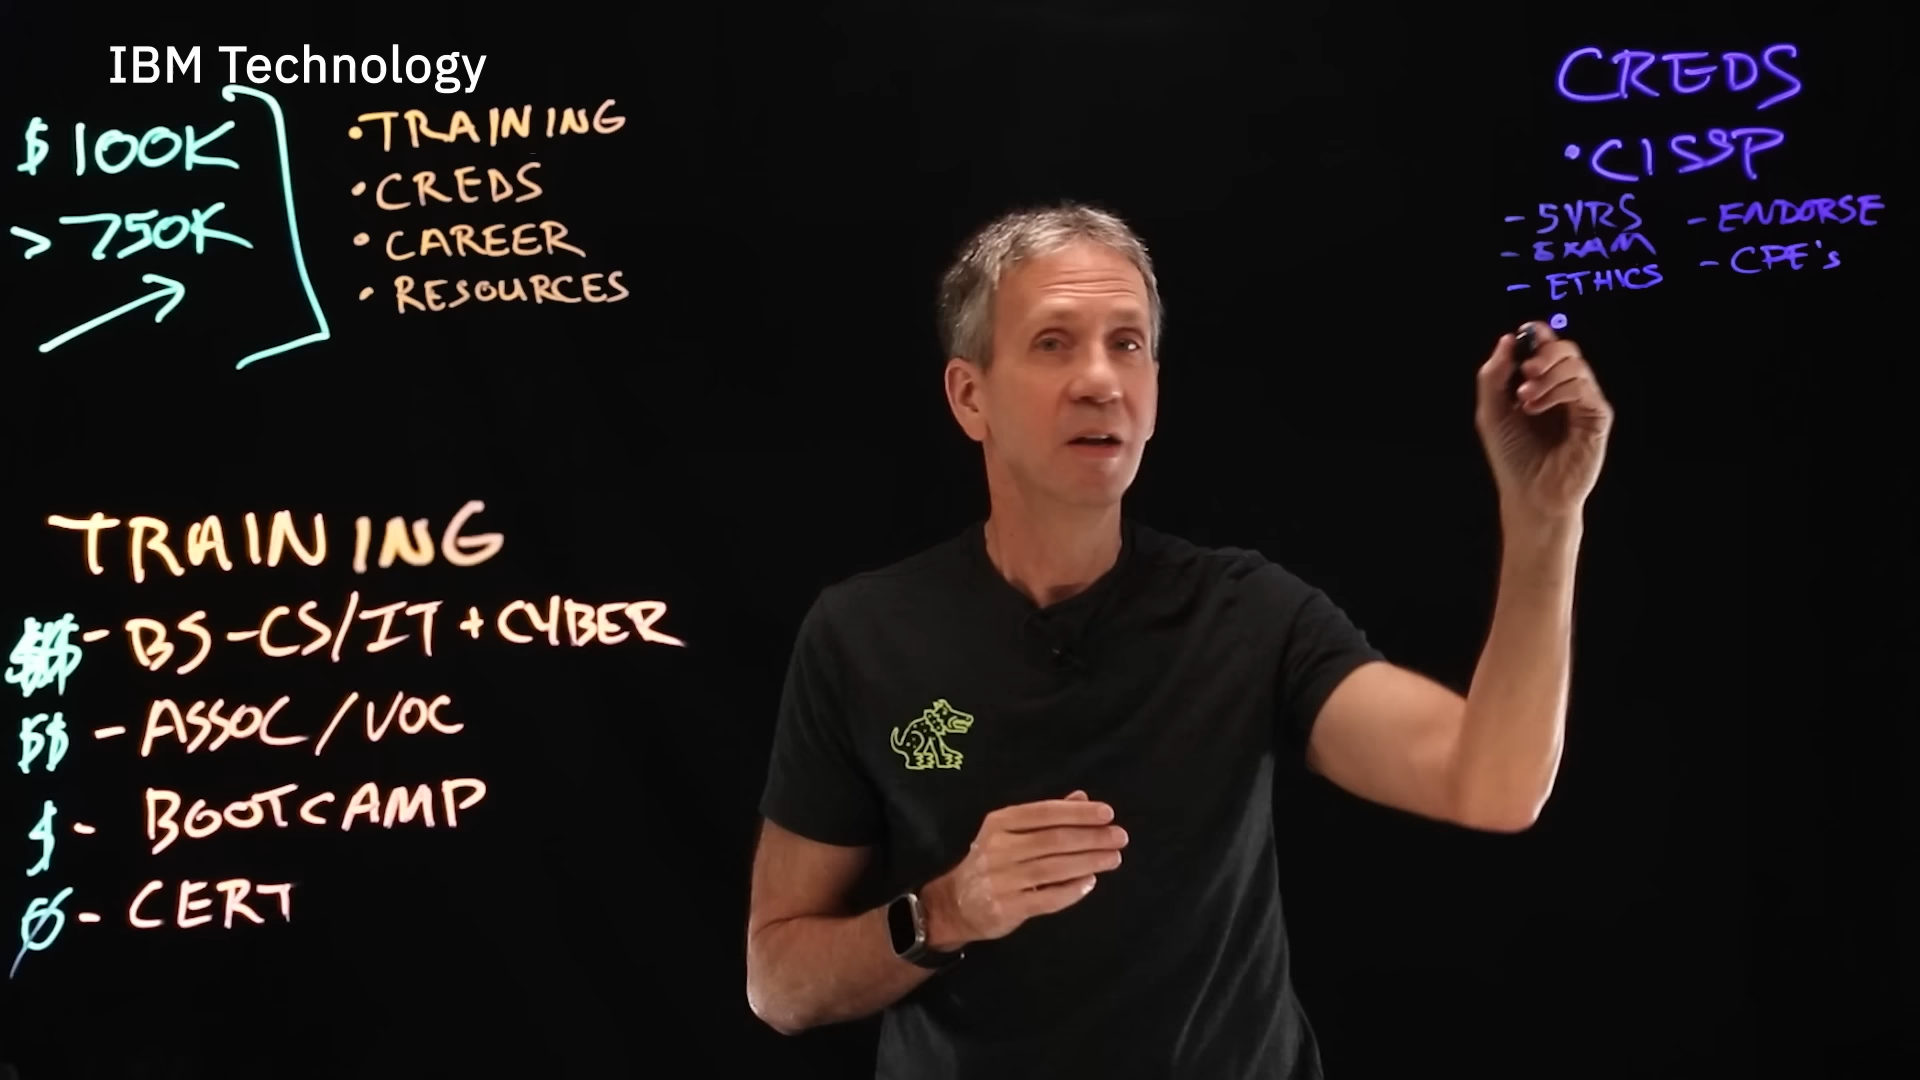 IBM Technology
$100K
>750K
• TRAINING
• CREDS
• CAREER
• RESOURCES
TRAINING
$$$ - BS-CS/IT + CYBER
$$ - ASSOC/VOC
$ - BOOTCAMP
- CERT
CREDS
• CISSP
- 5YRS
- EXAM
- ETHICS
- ENDORSE
- CPE's